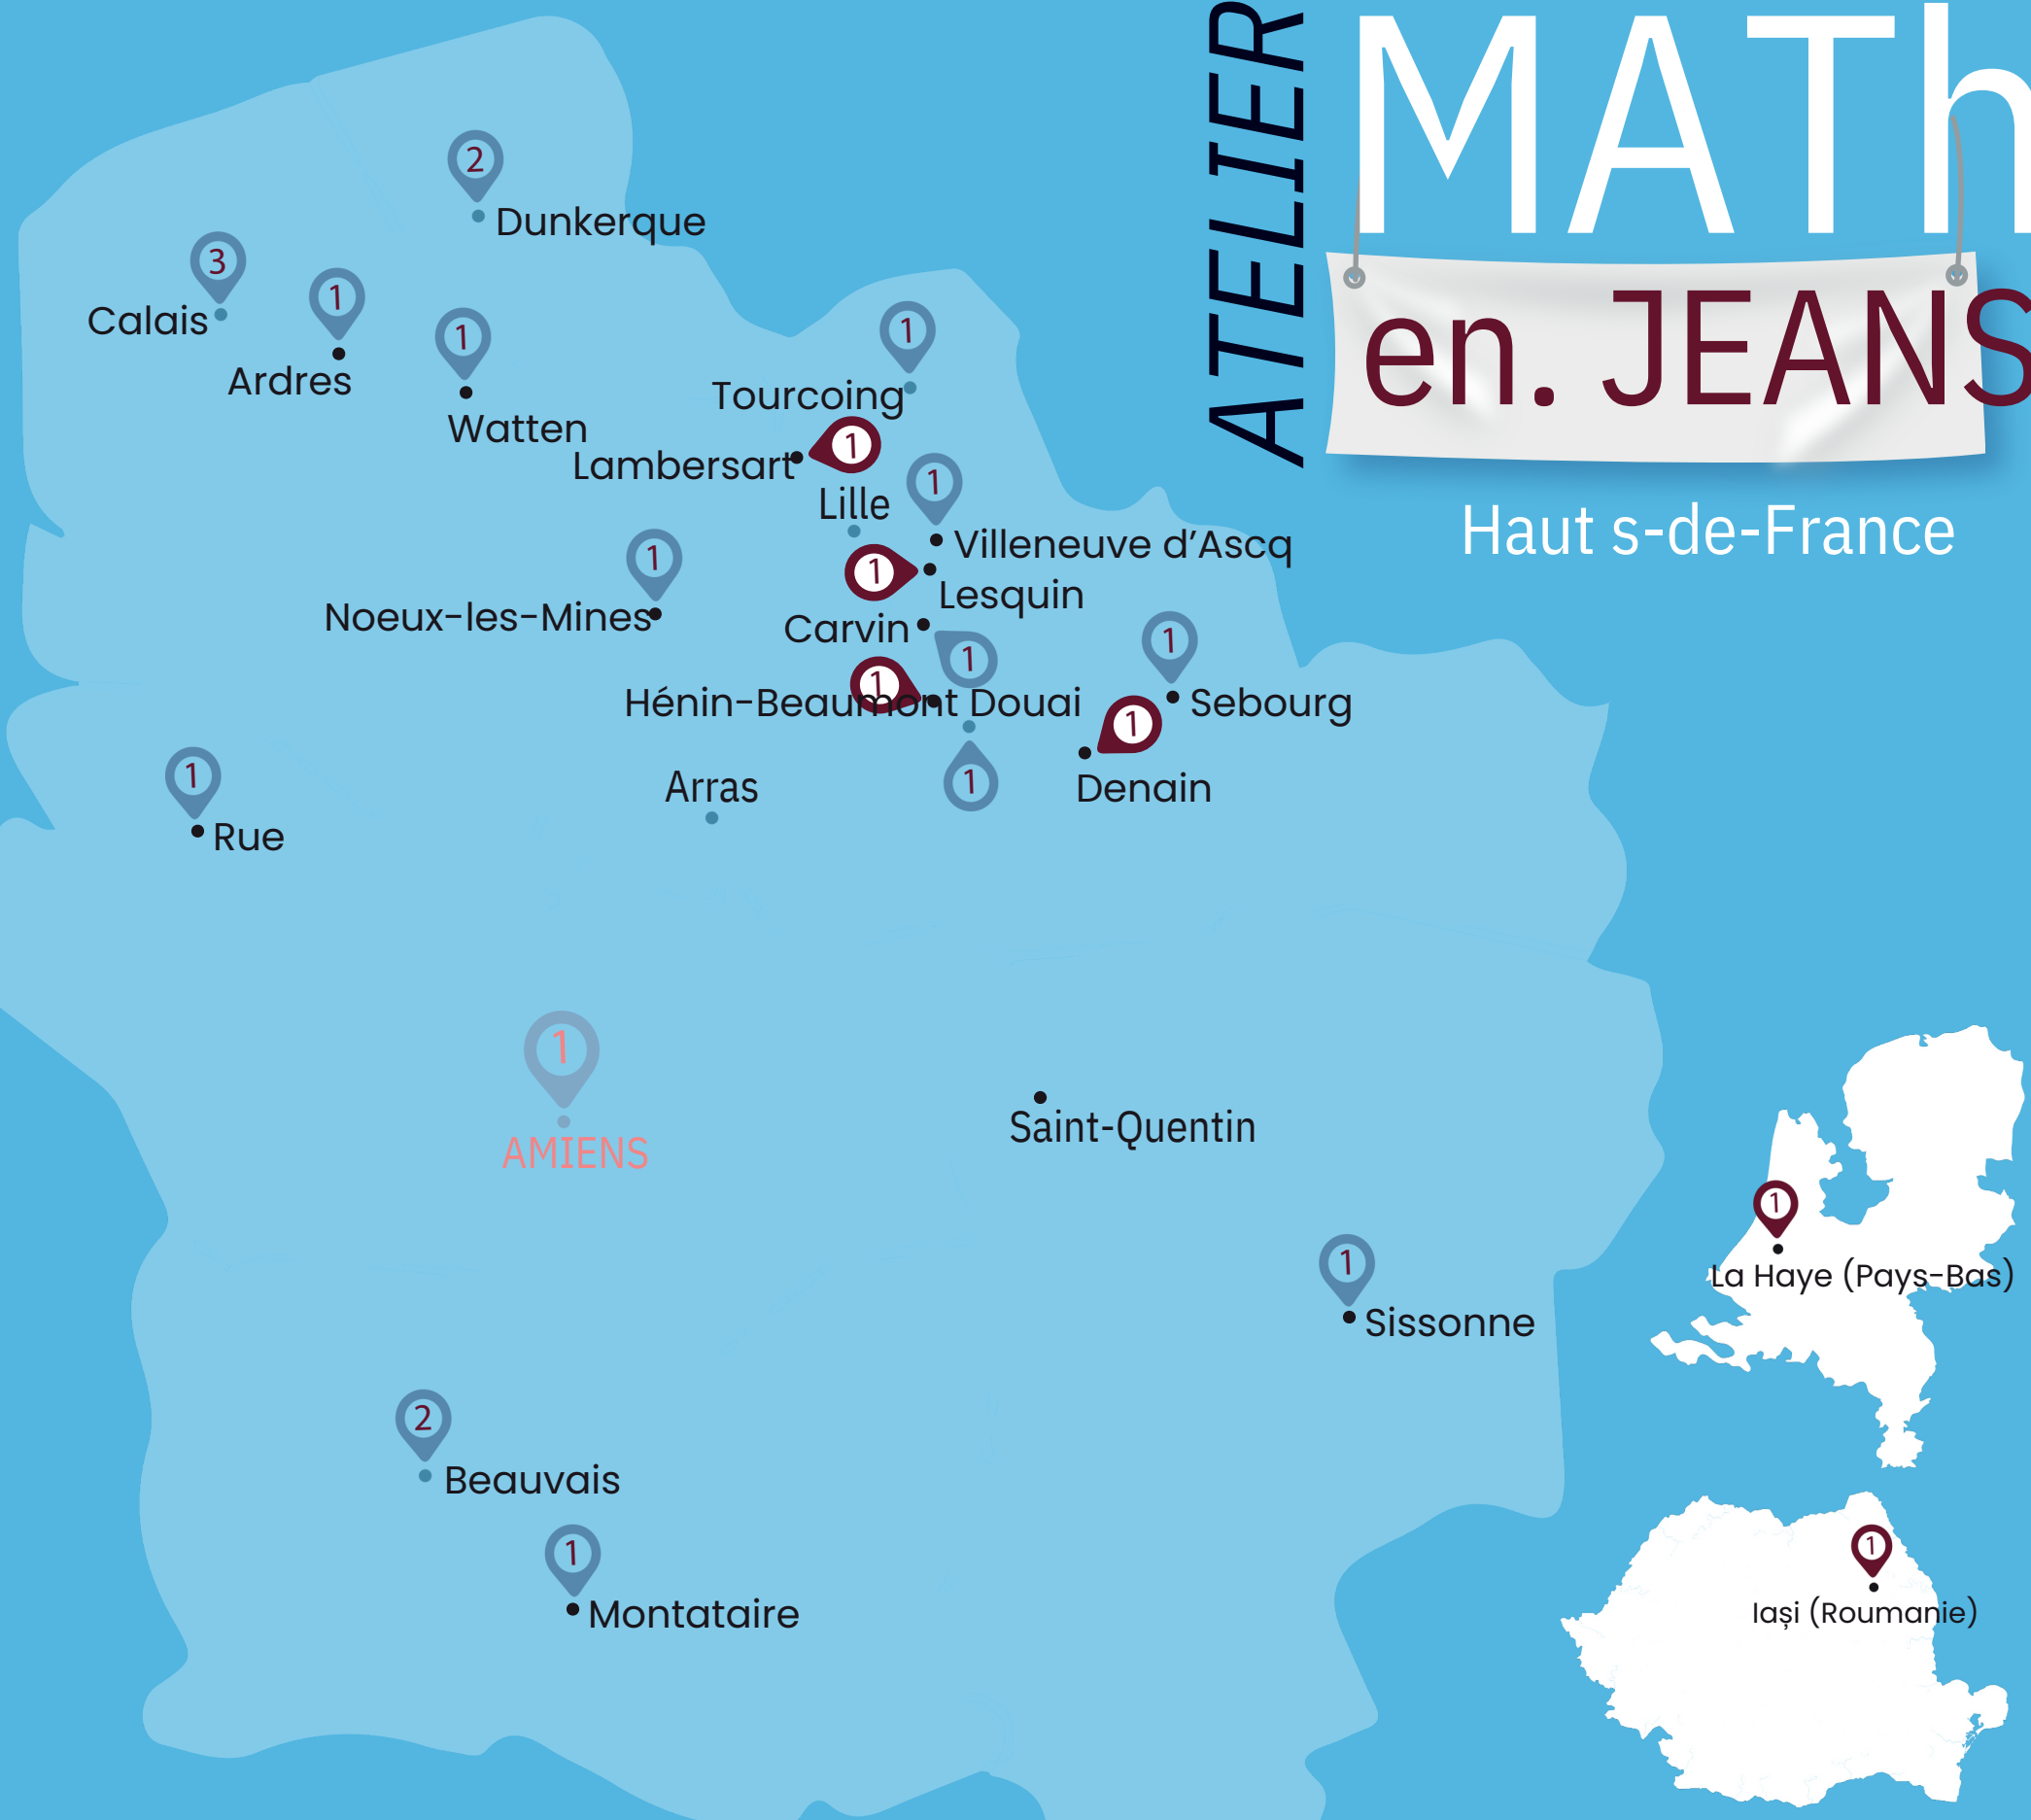 ATELIER
MATh
en. JEANS
Haut s-de-France
2
Dunkerque
3
Calais
1
Ardres
1
Watten
1
Tourcoing
1
Lambersart
Lille
1
Villeneuve d’Ascq
1
Lesquin
1
Noeux-les-Mines
Carvin
1
1
Hénin-Beaumont
Douai
1
1
Sebourg
1
Denain
Arras
1
Rue
1
AMIENS
Saint-Quentin
1
La Haye (Pays-Bas)
1
Sissonne
2
Beauvais
1
Montataire
1
Iași (Roumanie)